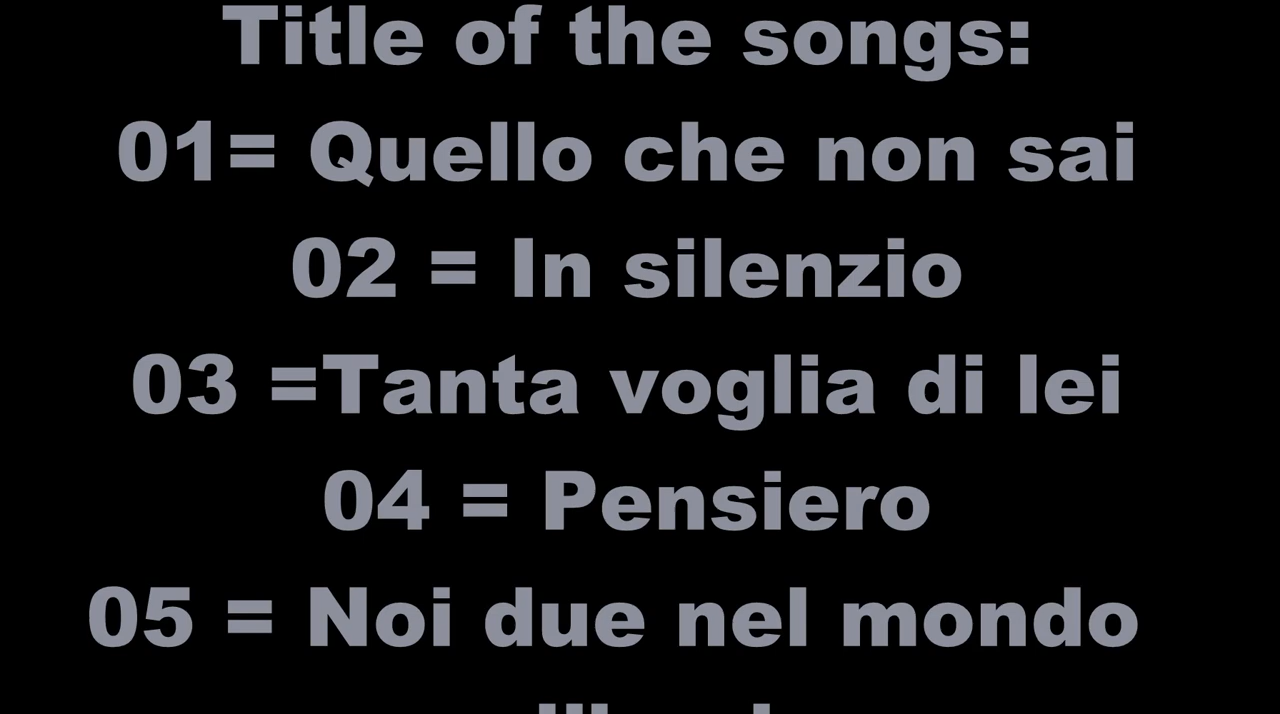 Title of the songs:
01= Quello che non sai
02 = In silenzio
03 =Tanta voglia di lei
04 = Pensiero
05 = Noi due nel mondo